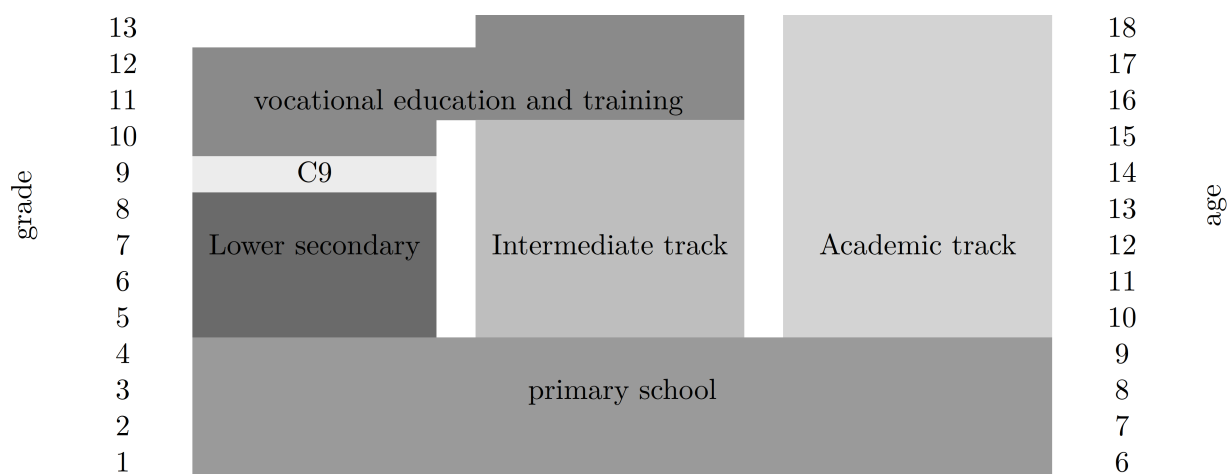 13 18
12 17
11 vocational education and training 16
10 15
9 C9 14
grade age
8 13
7 Lower secondary Intermediate track Academic track 12
6 11
5 10
4 9
3 primary school 8
2 7
1 6